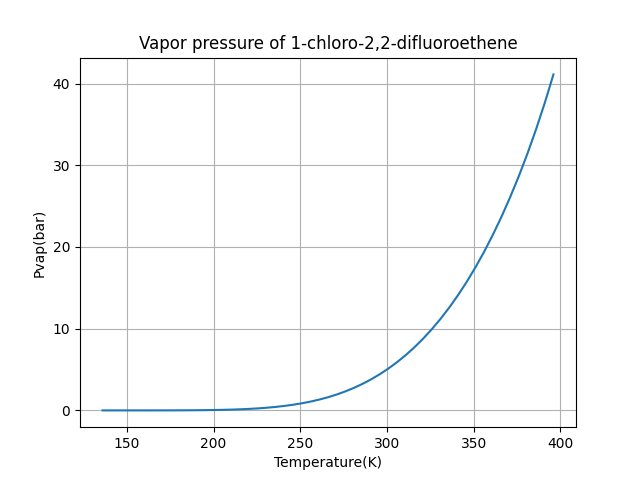 Vapor pressure of 1-chloro-2,2-difluoroethene
Pvap(bar)
40
30
20
10
0
150 200 250 300 350 400
Temperature(K)